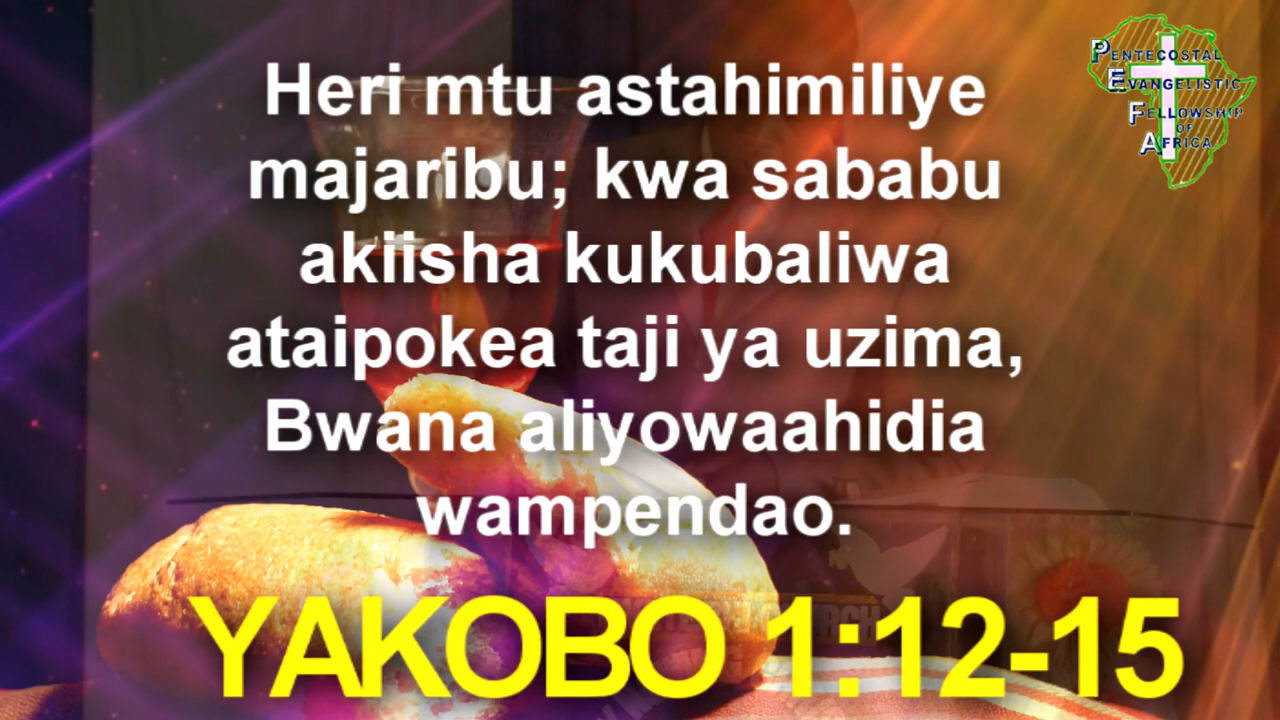 Heri mtu astahimiliye
majaribu; kwa sababu
akiisha kukubaliwa
ataipokea taji ya uzima,
Bwana aliyowaahidia
wampendao.
YAKOBO 1:12-15
PENTECOSTAL
EVANGELISTIC
FELLOWSHIP
OF
AFRICA